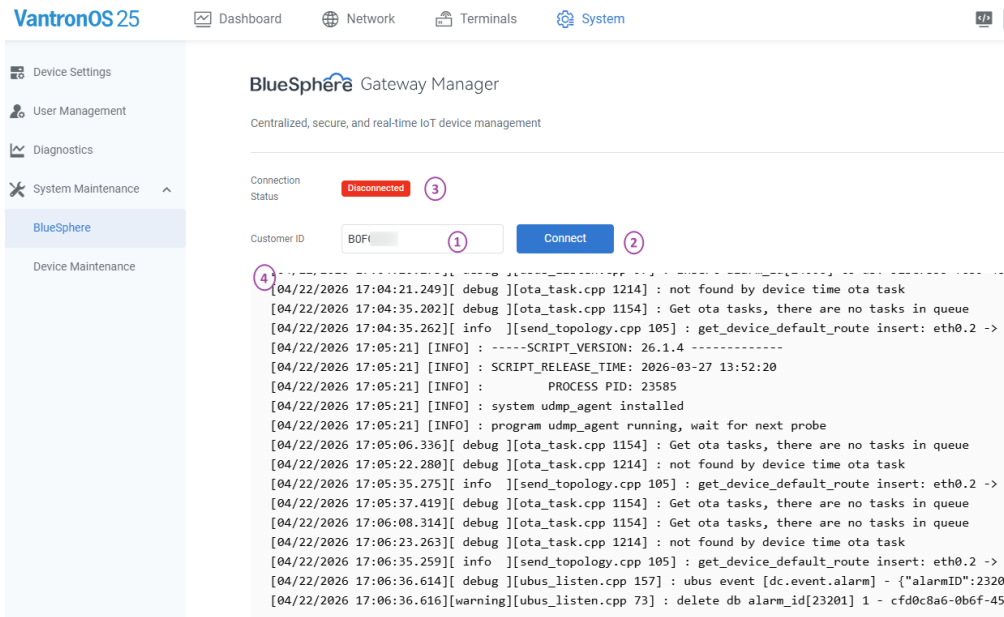 VantronOS 25
Dashboard
Network
Terminals
System
Device Settings
User Management
Diagnostics
System Maintenance
BlueSphere
Device Maintenance
BlueSphere Gateway Manager
Centralized, secure, and real-time IoT device management
Connection
Status
Disconnected
3
Customer ID
B0F
1
Connect
2
4
[04/22/2026 17:04:21.249][ debug ][ota_task.cpp 1214] : not found by device time ota task
[04/22/2026 17:04:35.202][ debug ][ota_task.cpp 1154] : Get ota tasks, there are no tasks in queue
[04/22/2026 17:04:35.262][ info  ][send_topology.cpp 105] : get_device_default_route insert: eth0.2 ->
[04/22/2026 17:05:21] [INFO] : -----SCRIPT_VERSION: 26.1.4 -------------
[04/22/2026 17:05:21] [INFO] : SCRIPT_RELEASE_TIME: 2026-03-27 13:52:20
[04/22/2026 17:05:21] [INFO] :         PROCESS PID: 23585
[04/22/2026 17:05:21] [INFO] : system udmp_agent installed
[04/22/2026 17:05:21] [INFO] : program udmp_agent running, wait for next probe
[04/22/2026 17:05:06.336][ debug ][ota_task.cpp 1154] : Get ota tasks, there are no tasks in queue
[04/22/2026 17:05:22.280][ debug ][ota_task.cpp 1214] : not found by device time ota task
[04/22/2026 17:05:35.275][ info  ][send_topology.cpp 105] : get_device_default_route insert: eth0.2 ->
[04/22/2026 17:05:37.419][ debug ][ota_task.cpp 1154] : Get ota tasks, there are no tasks in queue
[04/22/2026 17:06:08.314][ debug ][ota_task.cpp 1154] : Get ota tasks, there are no tasks in queue
[04/22/2026 17:06:23.263][ debug ][ota_task.cpp 1214] : not found by device time ota task
[04/22/2026 17:06:35.259][ info  ][send_topology.cpp 105] : get_device_default_route insert: eth0.2 ->
[04/22/2026 17:06:36.614][ debug ][ubus_listen.cpp 157] : ubus event [dc.event.alarm] - {"alarmID":2320
[04/22/2026 17:06:36.616][warning][ubus_listen.cpp 73] : delete db alarm_id[23201] 1 - cfd0c8a6-0b6f-45